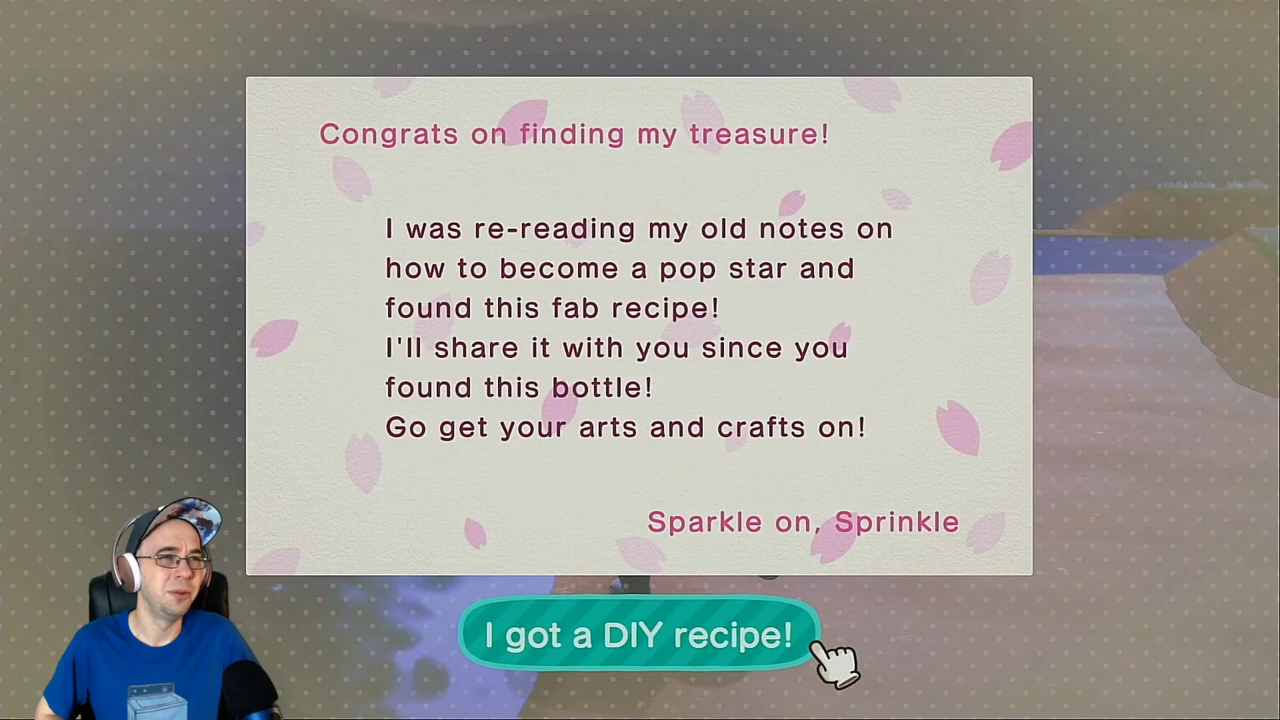 Congrats on finding my treasure!
I was re-reading my old notes on
how to become a pop star and
found this fab recipe!
I'll share it with you since you
found this bottle!
Go get your arts and crafts on!
Sparkle on, Sprinkle
I got a DIY recipe!